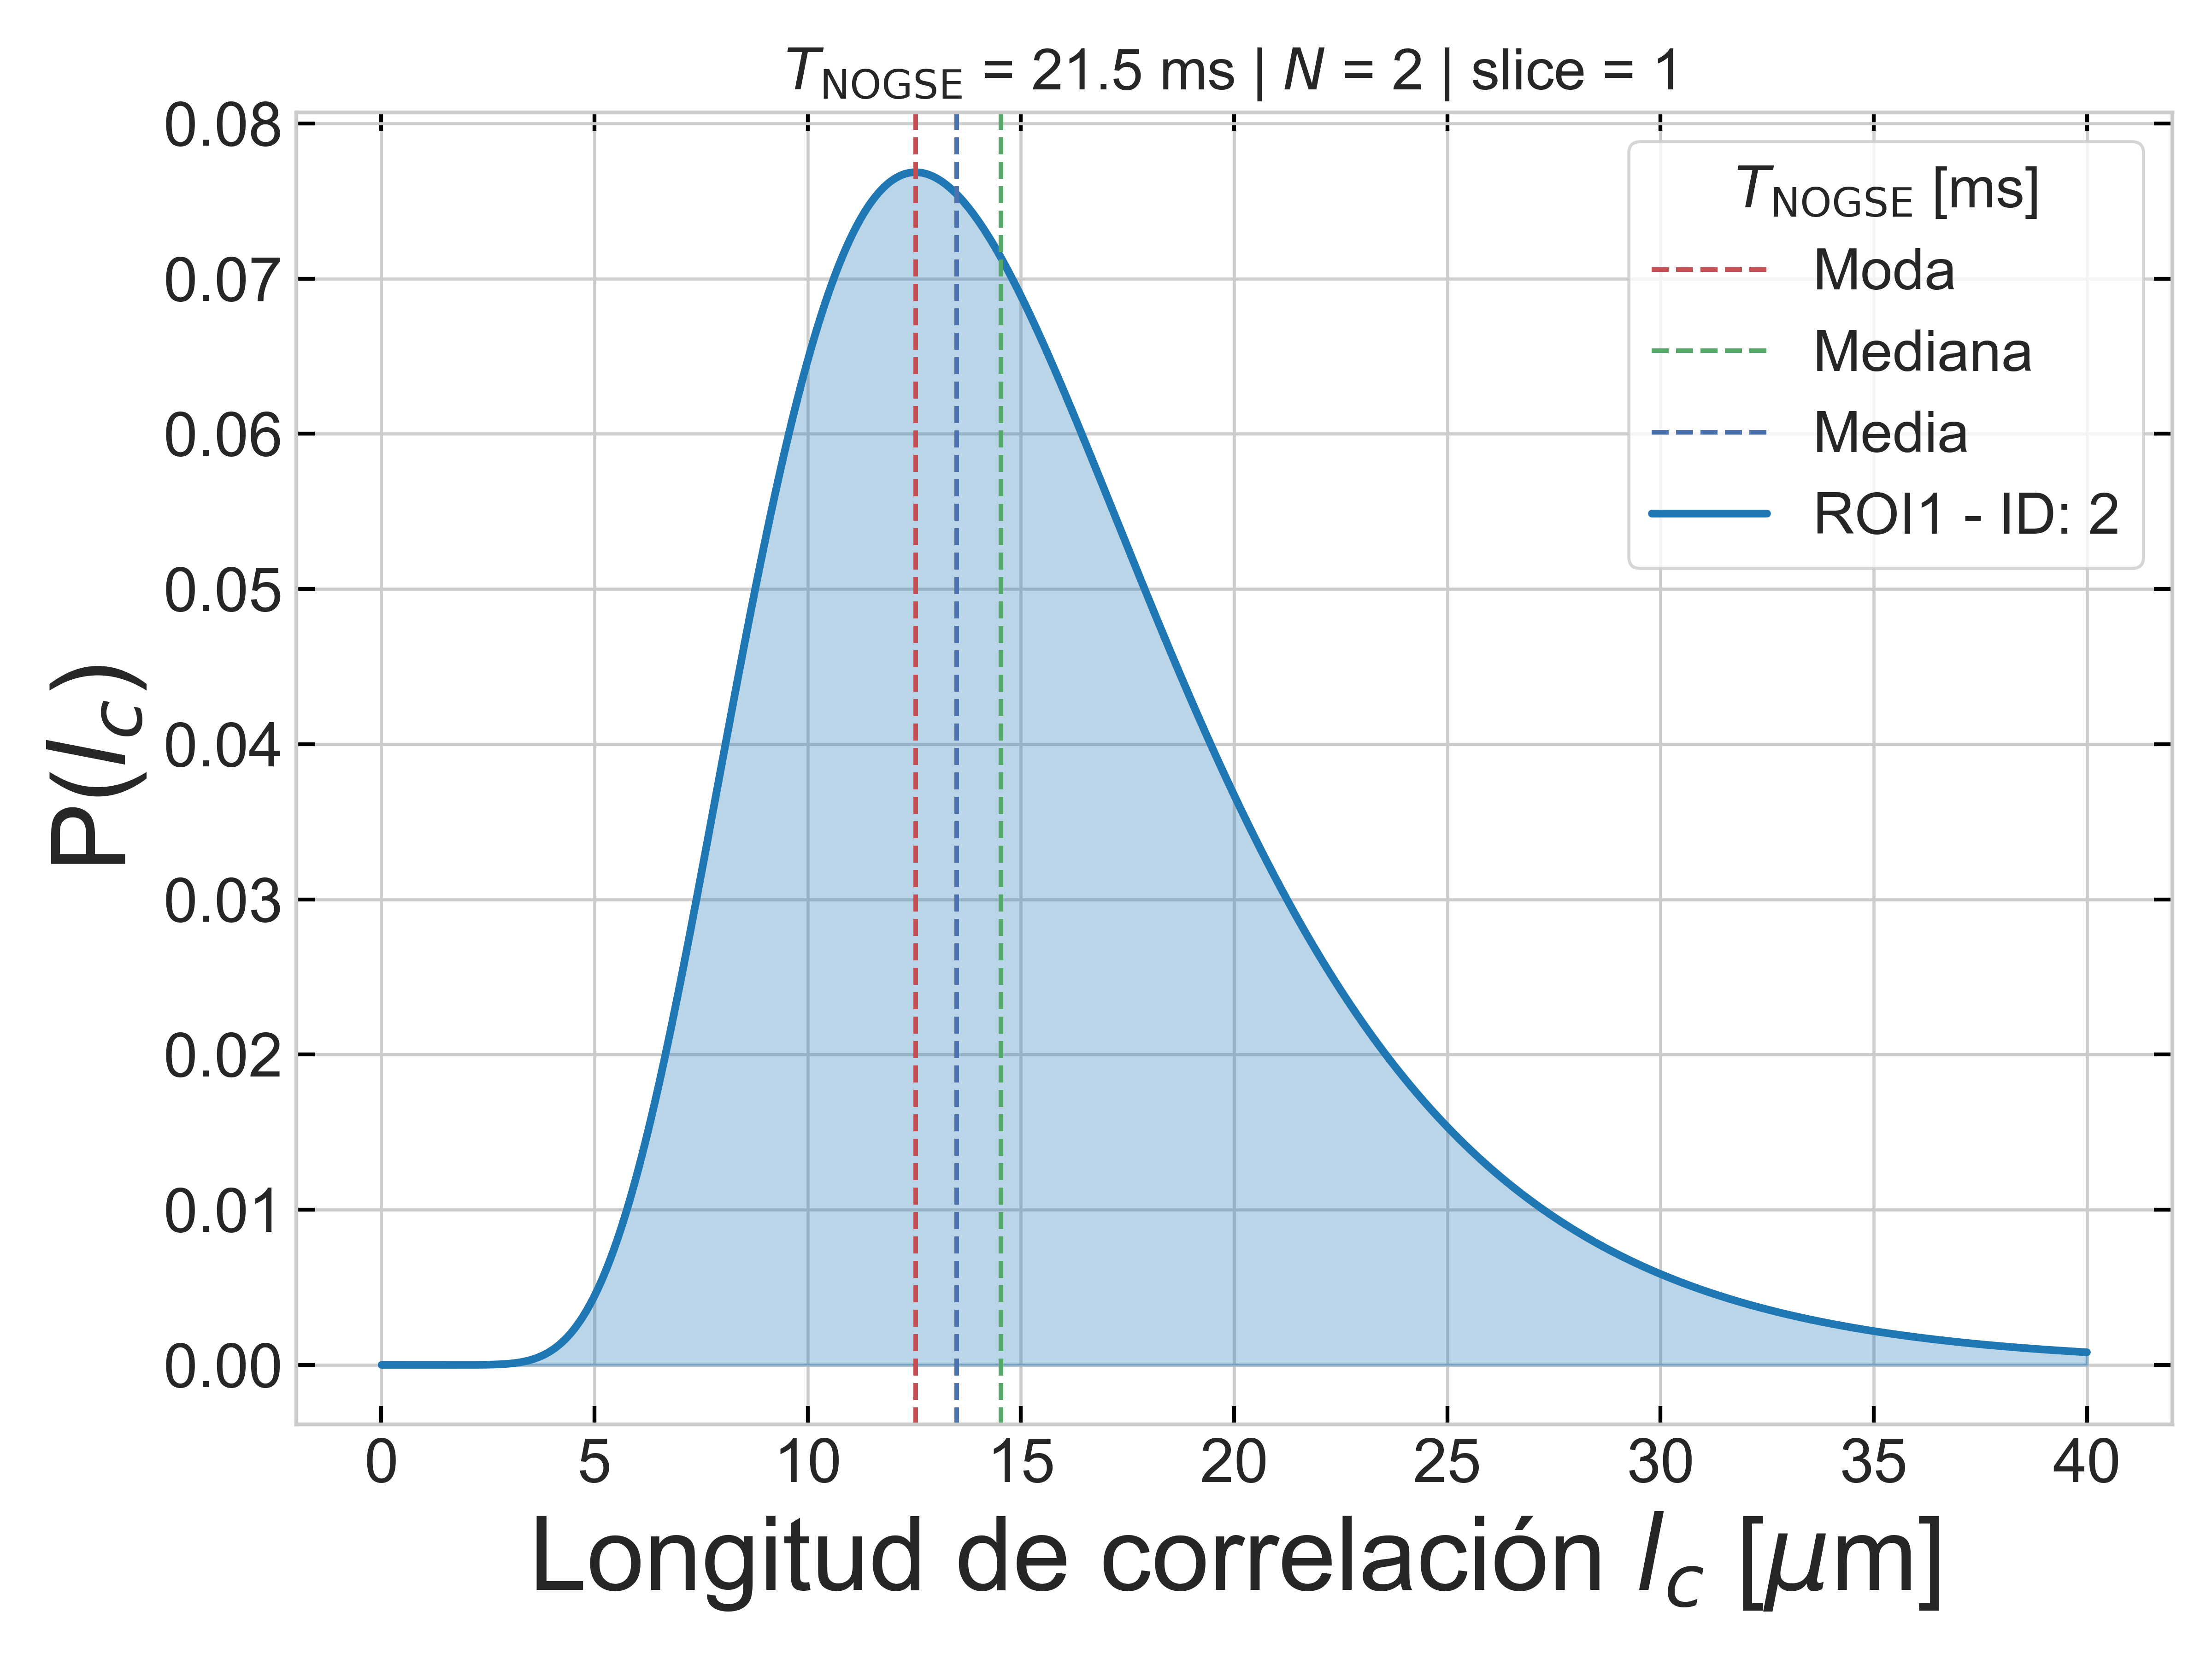 T_NOGSE = 21.5 ms | N = 2 | slice = 1
0.08
0.07
0.06
0.05
0.04
0.03
0.02
0.01
0.00
P(l_c)
T_NOGSE [ms]
Moda
Mediana
Media
ROI1 - ID: 2
0 5 10 15 20 25 30 35 40
Longitud de correlación l_c [μm]